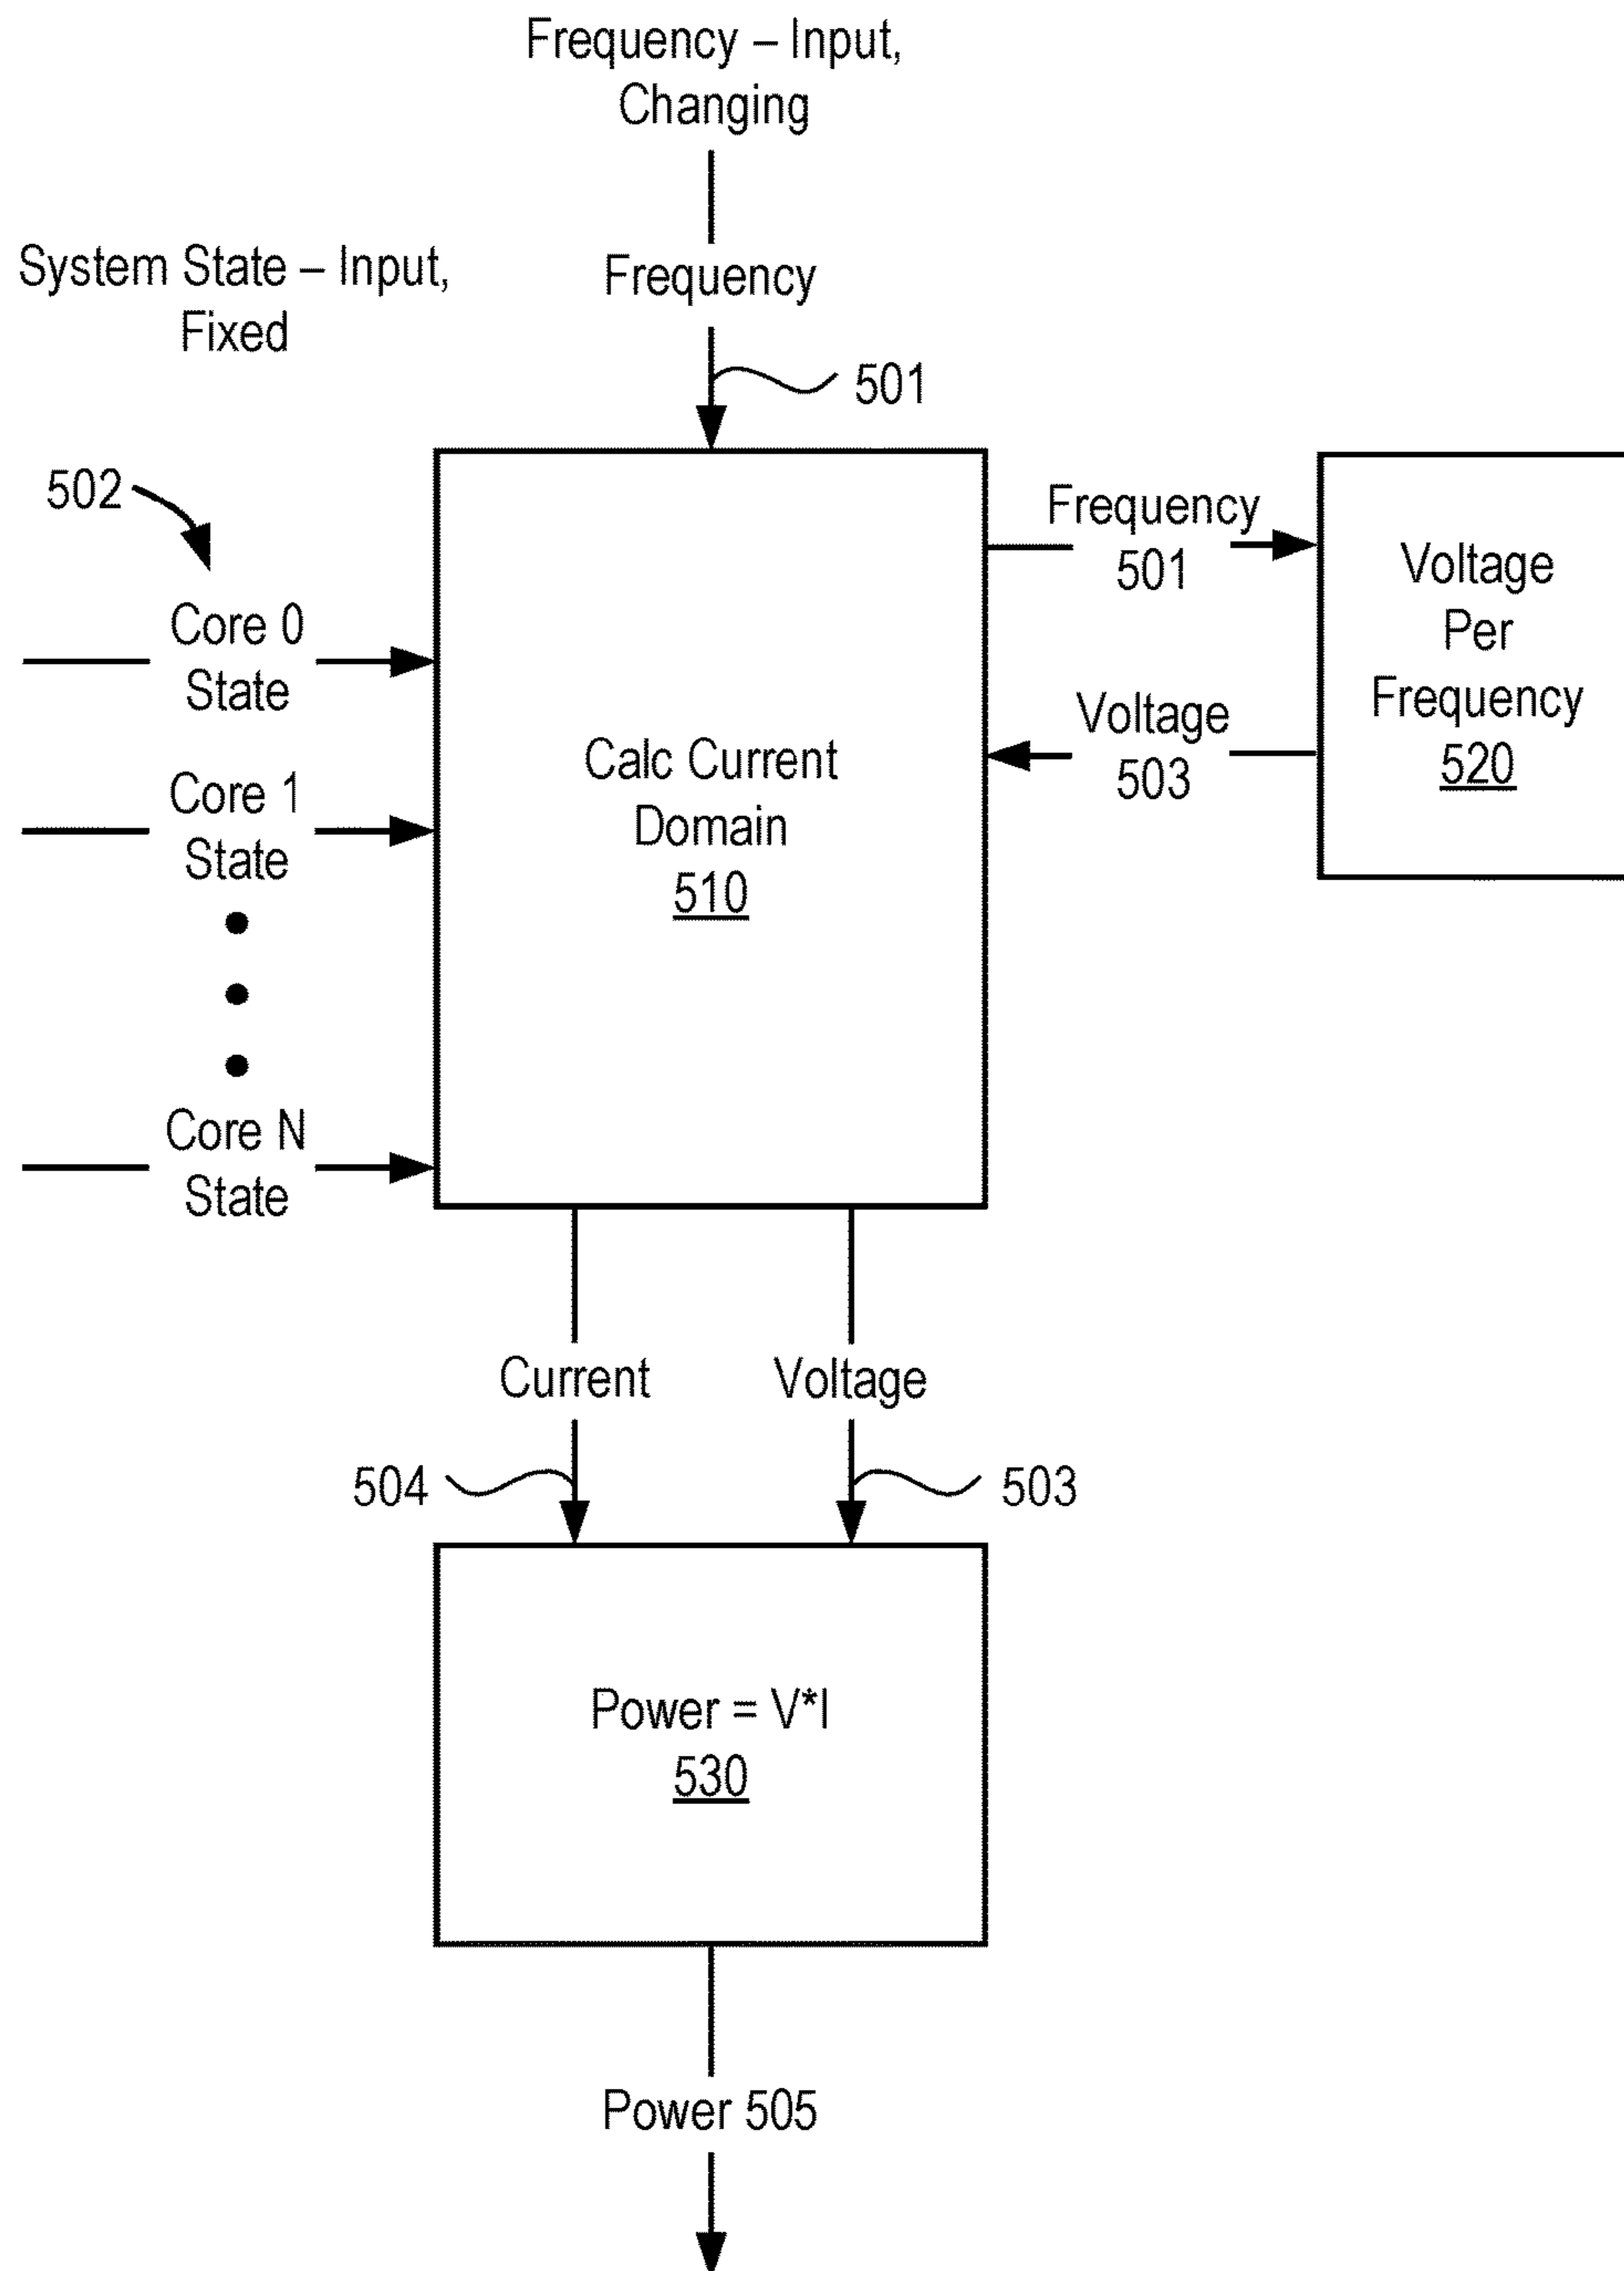 Frequency – Input,
Changing
System State – Input,
Fixed
Frequency
501
502
Core 0
State
Core 1
State
Core N
State
Calc Current
Domain
510
Frequency
501
Voltage
503
Voltage
Per
Frequency
520
Current
Voltage
504
503
Power = V*I
530
Power 505